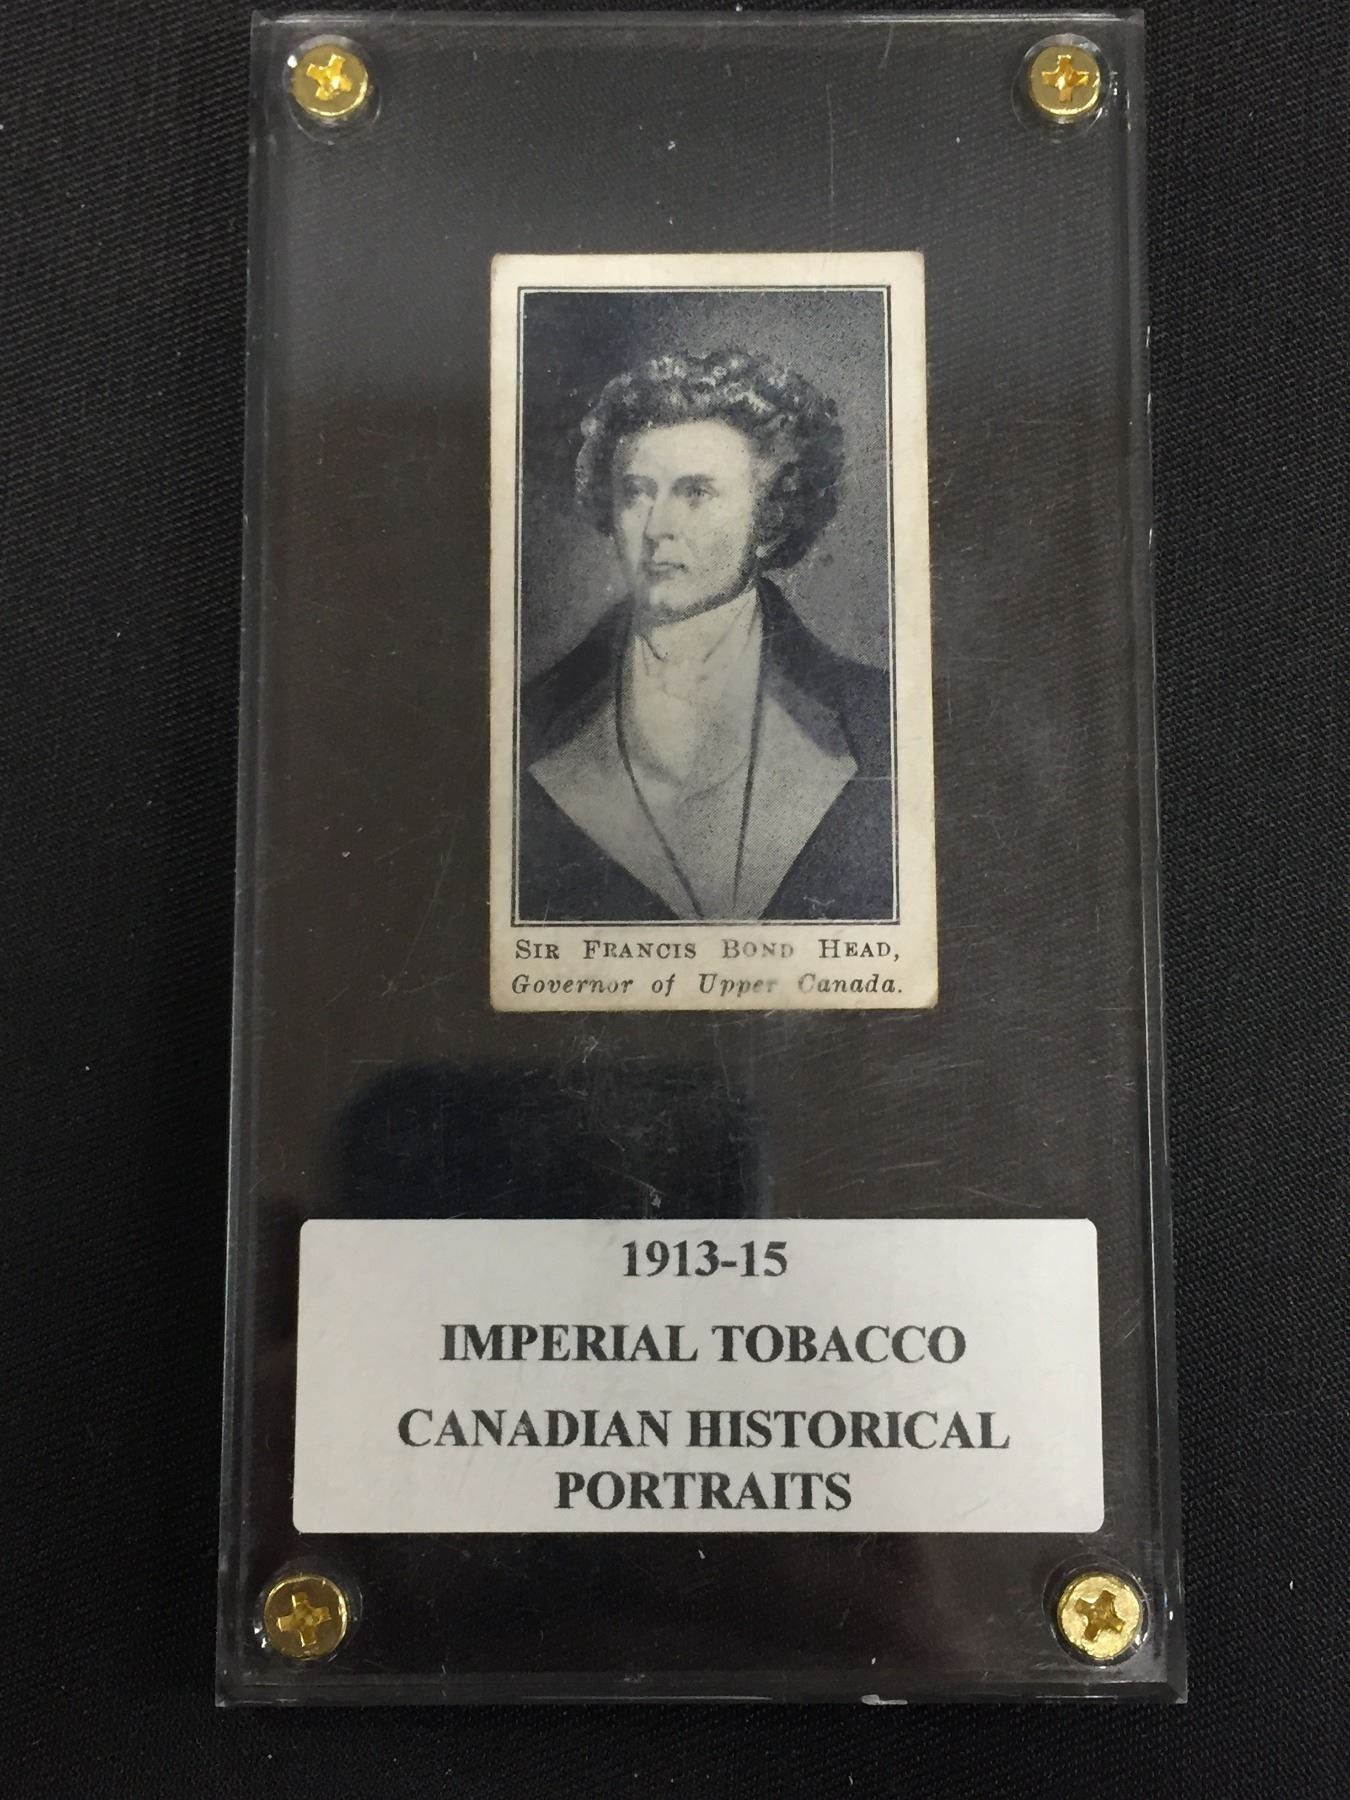 SIR FRANCIS BOND HEAD,
Governor of Upper Canada.
1913-15
IMPERIAL TOBACCO
CANADIAN HISTORICAL
PORTRAITS